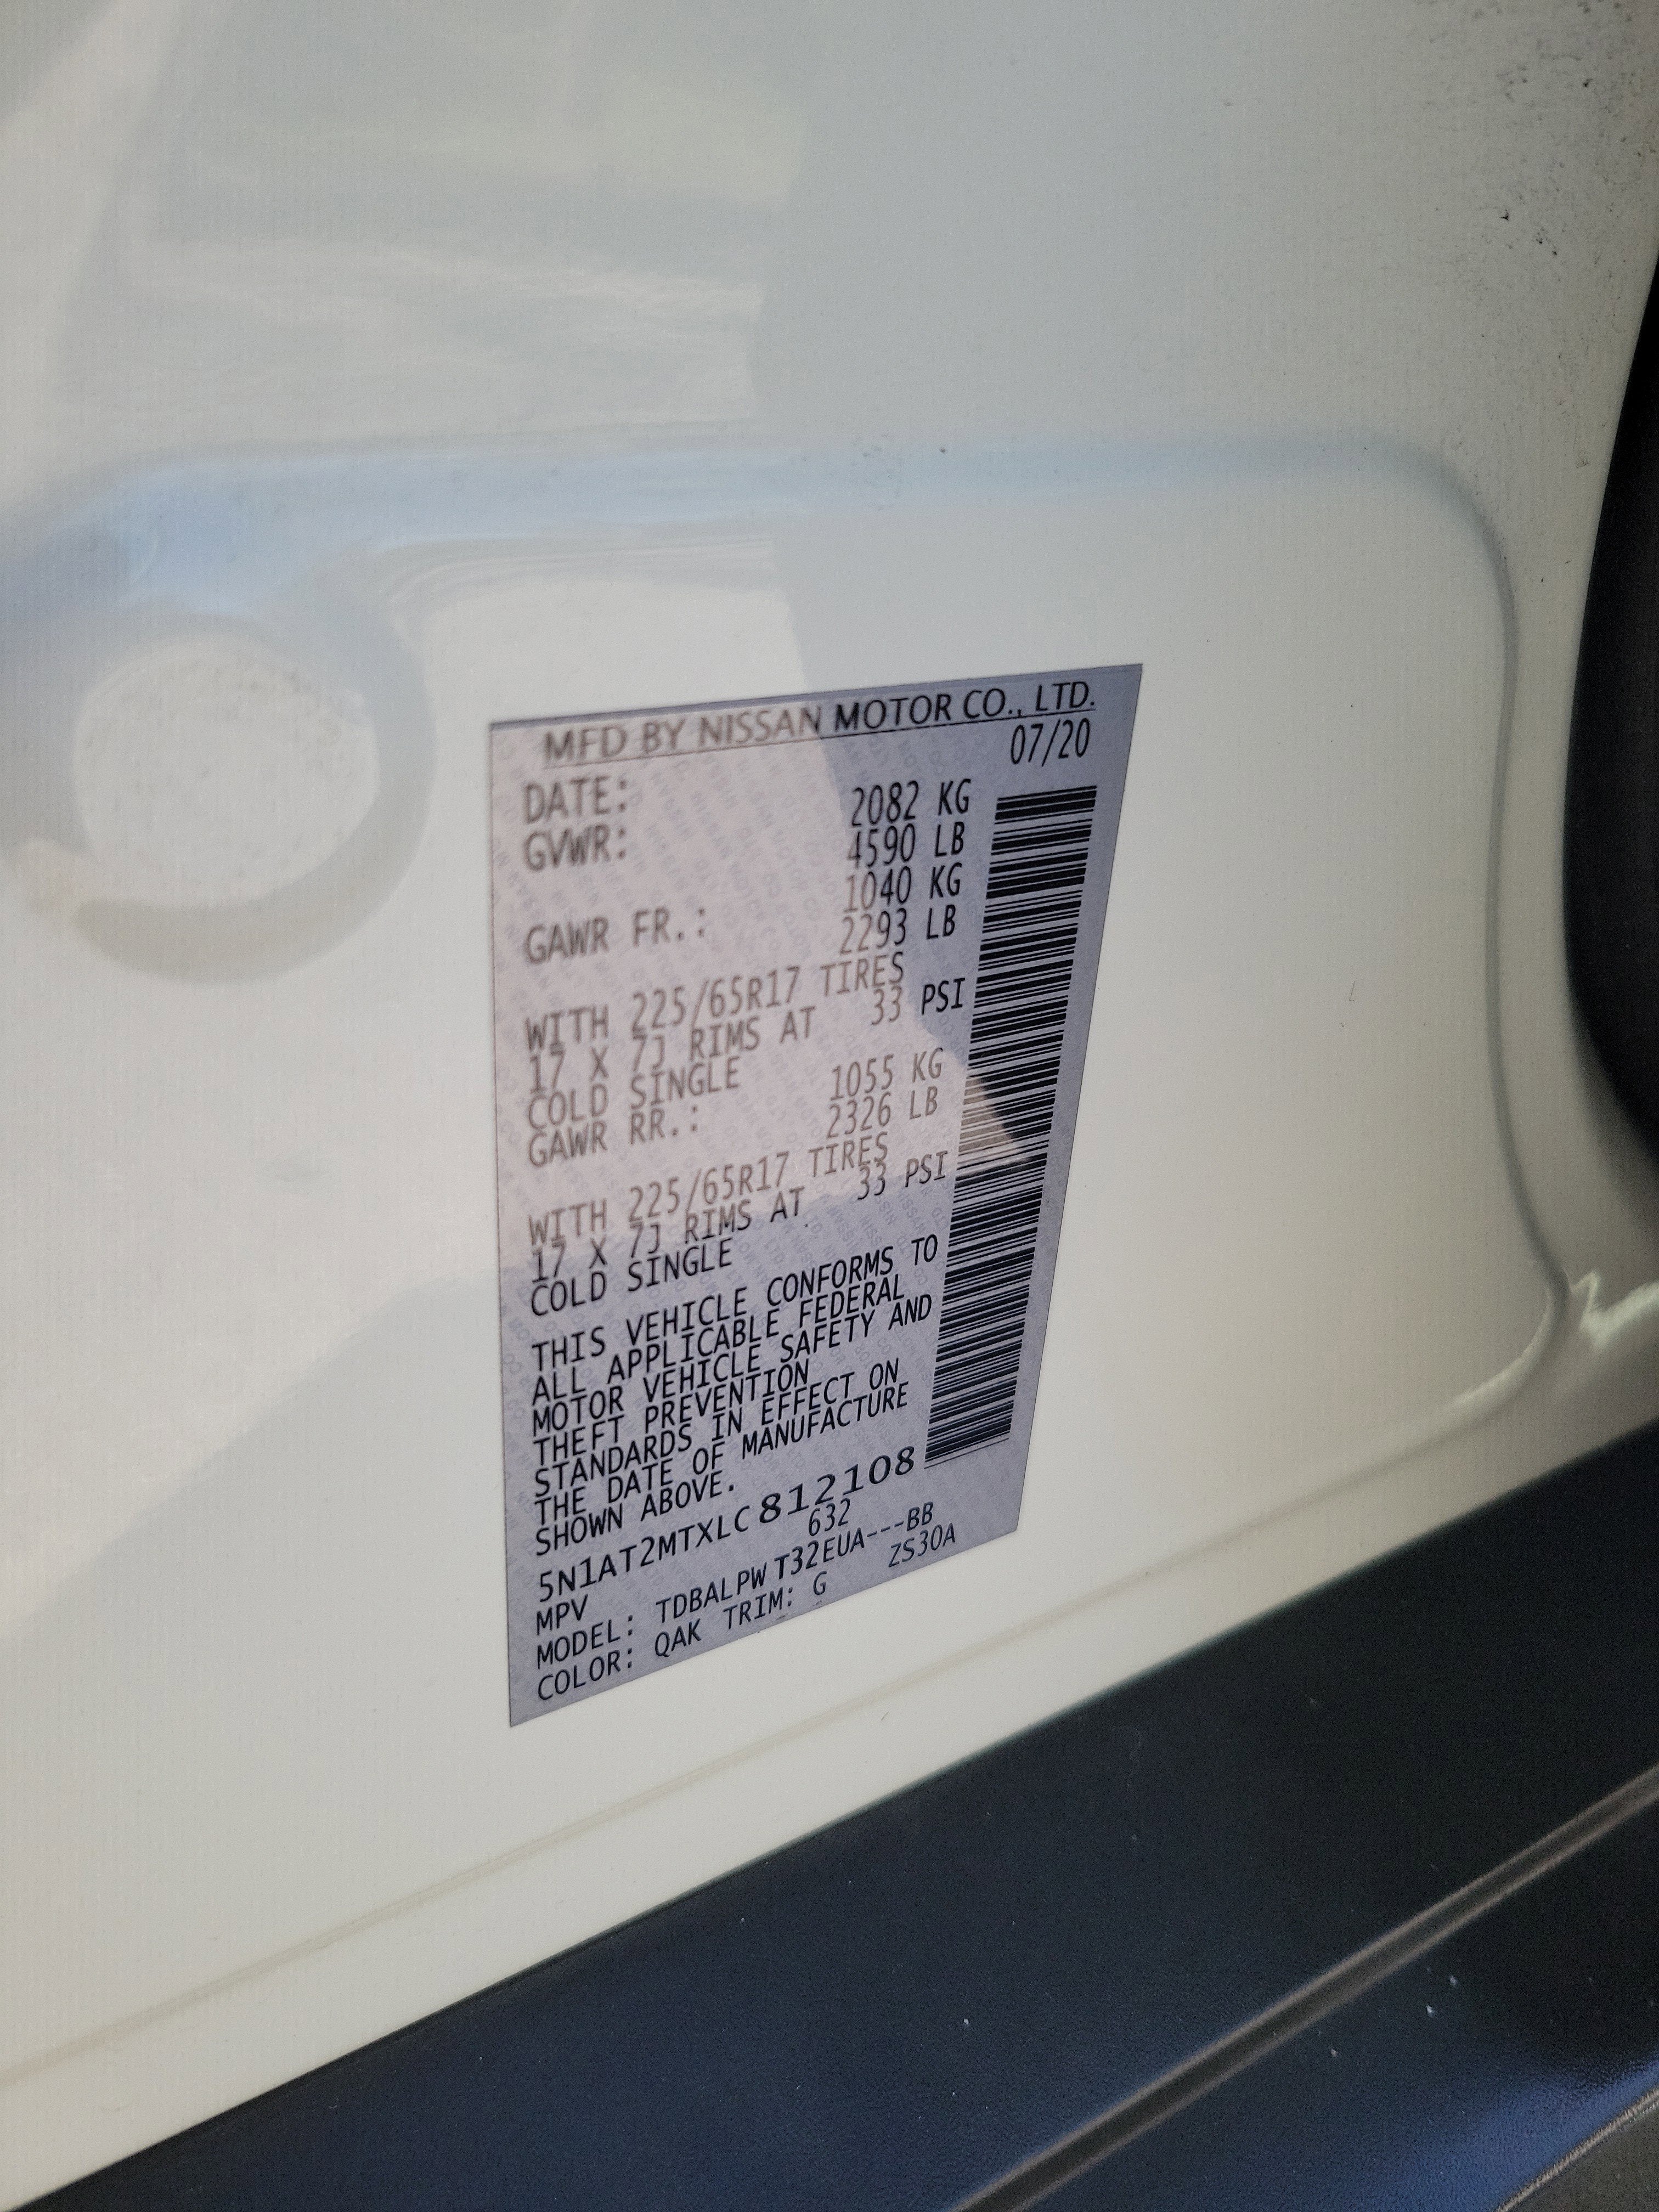 MFD BY NISSAN MOTOR CO., LTD.
DATE: 07/20
GVWR: 2082 KG
4590 LB
GAWR FR.: 1040 KG
2293 LB
WITH 225/65R17 TIRES
17 X 7J RIMS AT 33 PSI
COLD SINGLE
GAWR RR.: 1055 KG
2326 LB
WITH 225/65R17 TIRES
17 X 7J RIMS AT 33 PSI
COLD SINGLE
THIS VEHICLE CONFORMS TO
ALL APPLICABLE FEDERAL
MOTOR VEHICLE SAFETY AND
THEFT PREVENTION
STANDARDS IN EFFECT ON
THE DATE OF MANUFACTURE
SHOWN ABOVE.
5N1AT2MTXLC812108
MPV 632
MODEL: TDBALPWT32EUA---BB
COLOR: QAK TRIM: G ZS30A